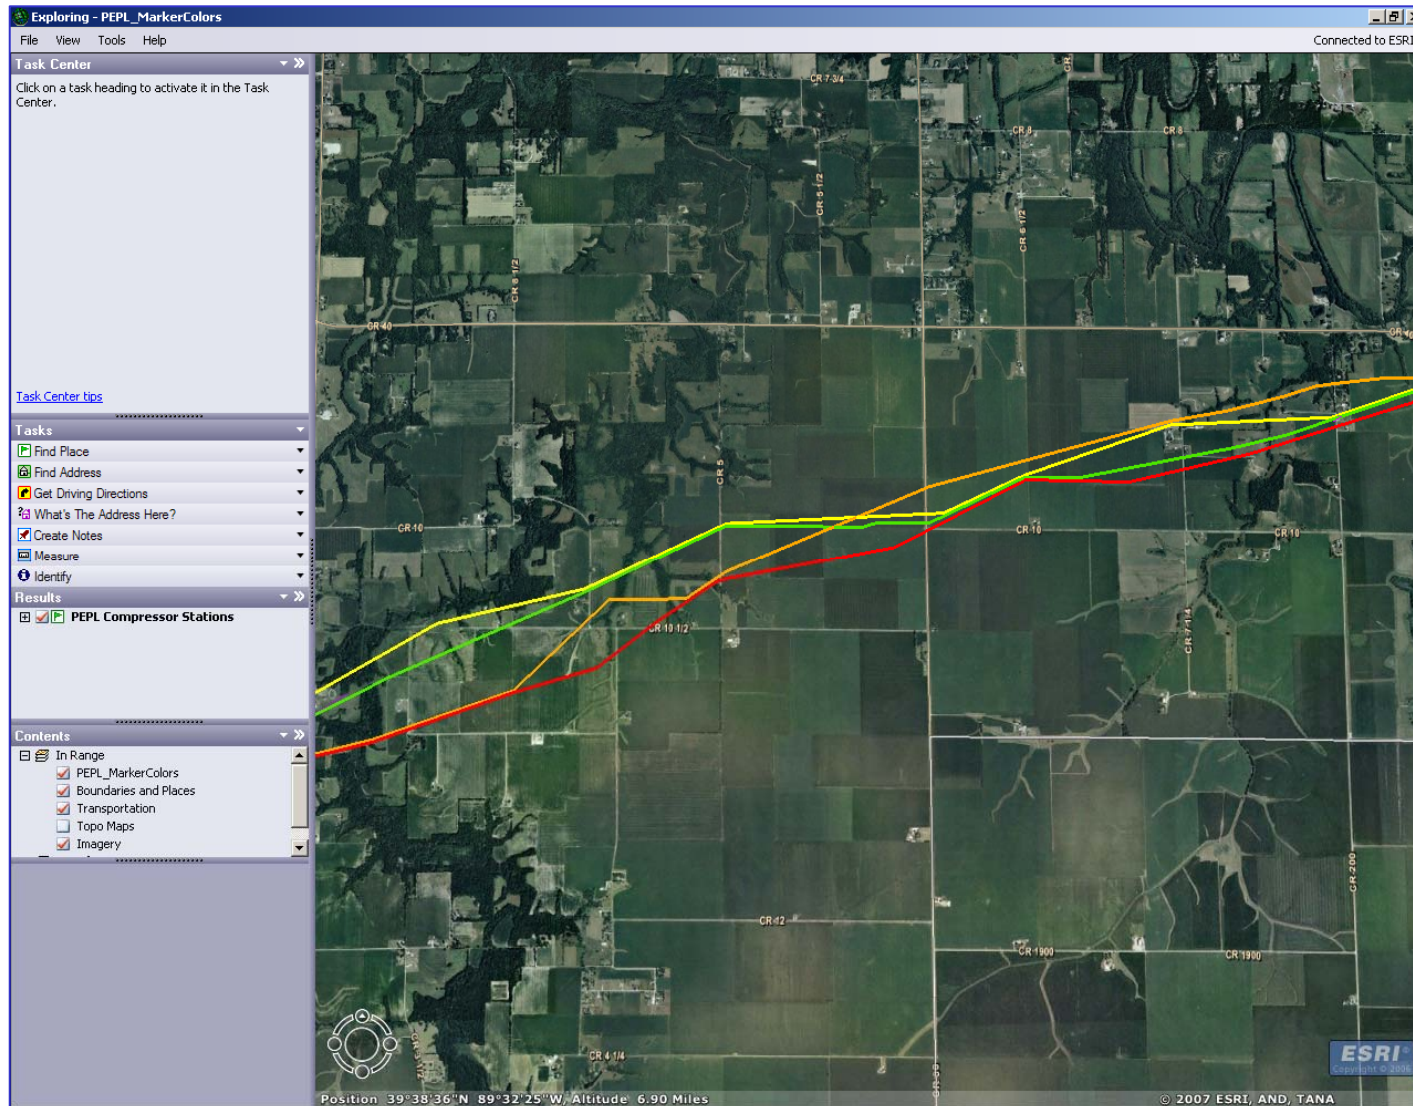 Exploring - PEPL_MarkerColors
File View Tools Help
Connected to ESRI
Task Center
Click on a task heading to activate it in the Task
Center.
Task Center tips
Tasks
Find Place
Find Address
Get Driving Directions
What's The Address Here?
Create Notes
Measure
Identify
Results
PEPL Compressor Stations
Contents
In Range
PEPL_MarkerColors
Boundaries and Places
Transportation
Topo Maps
Imagery
CR 7-3/4
CR 8
CR 8
CR 5 1/2
CR 6 1/2
CR 40
CR 5
CR 10
CR 10
CR 10
CR 10 1/2
CR 7-1/4
CR 12
CR-200
CR 1900
CR 1900
CR 4 1/4
ESRI
Copyright © 2006
Position 39°38'36"N 89°32'25"W, Altitude 6.90 Miles
© 2007 ESRI, AND, TANA